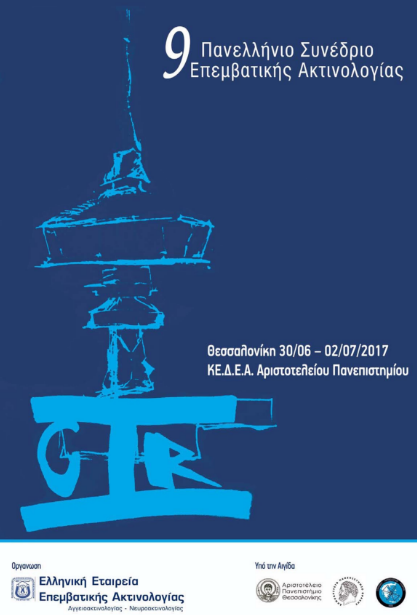 9 Πανελλήνιο Συνέδριο
Επεμβατικής Ακτινολογίας
Θεσσαλονίκη 30/06 – 02/07/2017
ΚΕ.Δ.Ε.Α. Αριστοτελείου Πανεπιστημίου
GIR
Οργανωση
Ελληνική Εταιρεία
Επεμβατικής Ακτινολογίας
Αγγειοακτινολογίας - Νευροακτινολογίας
Υπό την Αιγίδα
Αριστοτέλειο
Πανεπιστήμιο
Θεσσαλονίκης